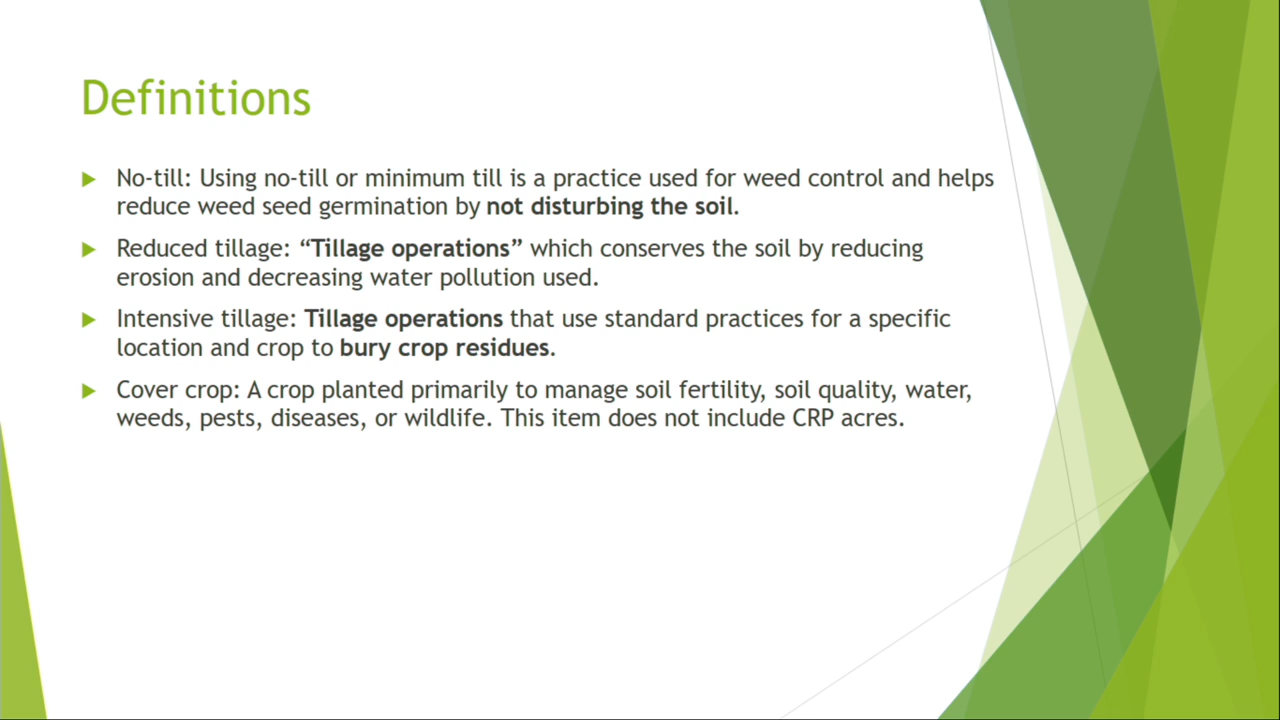 Definitions
No-till: Using no-till or minimum till is a practice used for weed control and helps
reduce weed seed germination by not disturbing the soil.
Reduced tillage: “Tillage operations” which conserves the soil by reducing
erosion and decreasing water pollution used.
Intensive tillage: Tillage operations that use standard practices for a specific
location and crop to bury crop residues.
Cover crop: A crop planted primarily to manage soil fertility, soil quality, water,
weeds, pests, diseases, or wildlife. This item does not include CRP acres.